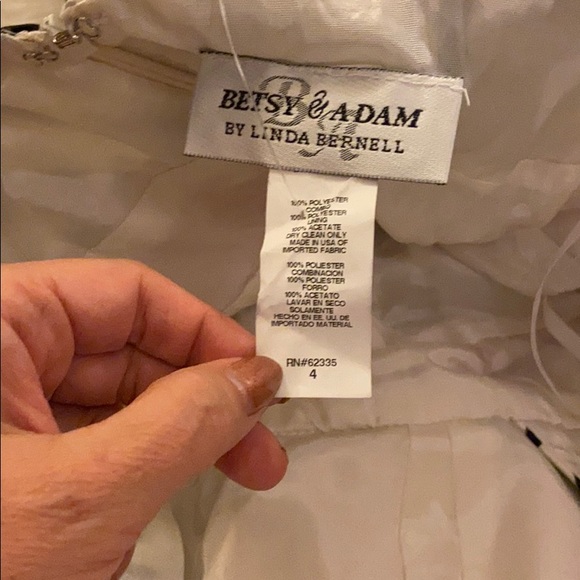 BETSY & ADAM
BY LINDA BERNELL
100% POLYESTER
COMBO
100% POLYESTER
LINING
100% ACETATE
DRY CLEAN ONLY
MADE IN USA OF
IMPORTED FABRIC
100% POLIESTER
COMBINACION
100% POLIESTER
FORRO
100% ACETATO
LAVAR EN SECO
SOLAMENTE
HECHO EN EE. UU. DE
IMPORTADO MATERIAL
RN#62335
4